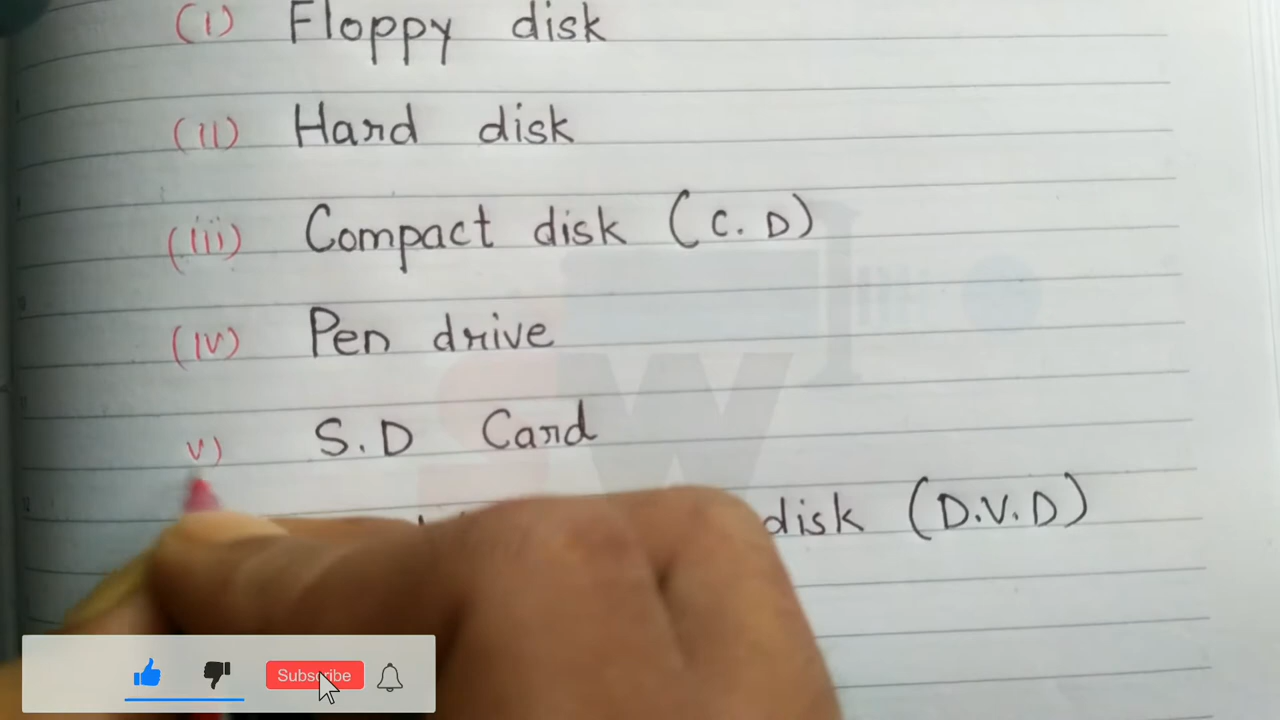 (i) Floppy disk
(ii) Hard disk
(iii) Compact disk (C.D)
(iv) Pen drive
v) S.D Card
disk (D.V.D)
Subscribe